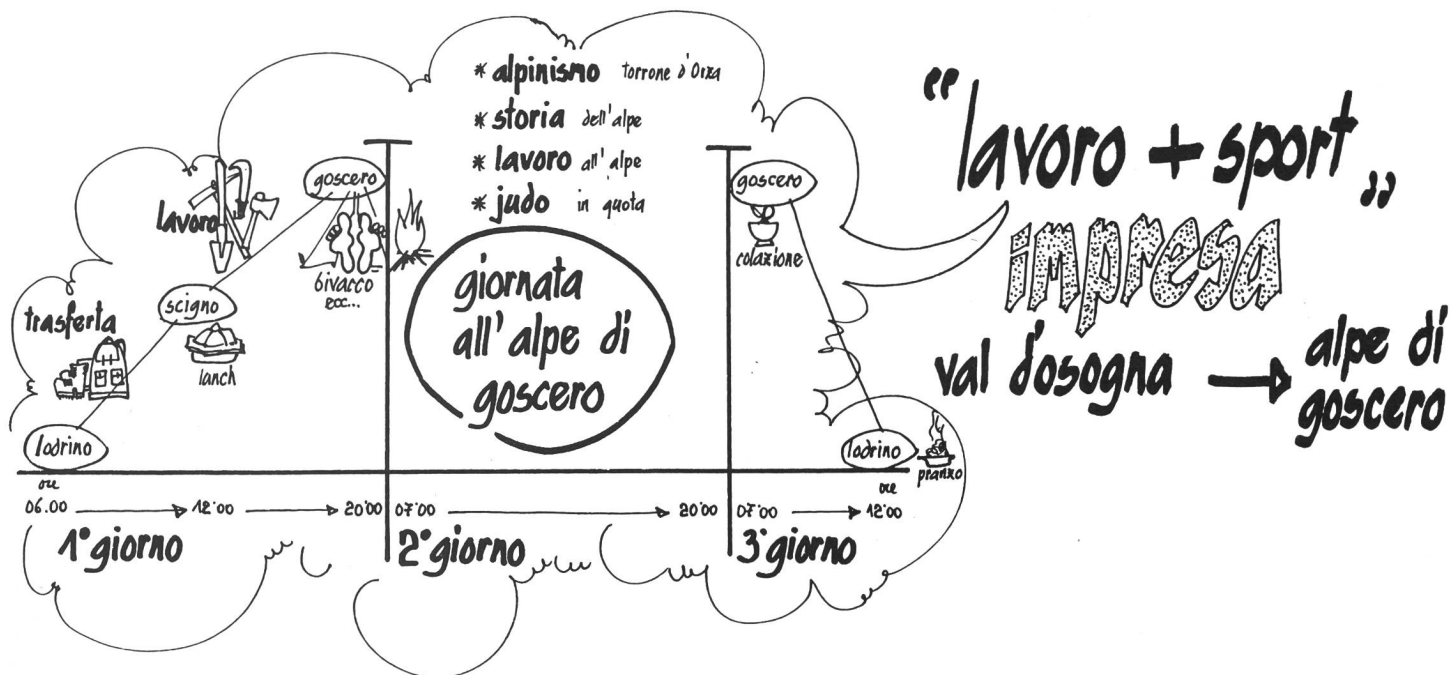 * alpinismo torrone d'Orza
* storia dell'alpe
* lavoro all'alpe
* judo in quota
"lavoro + sport"
impresa
val d'osogna → alpe di goscero
goscero
lavoro
bivacco
ecc...
scigno
lanch
trasferta
lodrino
giornata
all'alpe di
goscero
goscero
colazione
lodrino
pranzo
ore
06.00 → 12.00 → 20.00
07.00 → 20.00
07.00 → 12.00
ore
1° giorno
2° giorno
3° giorno